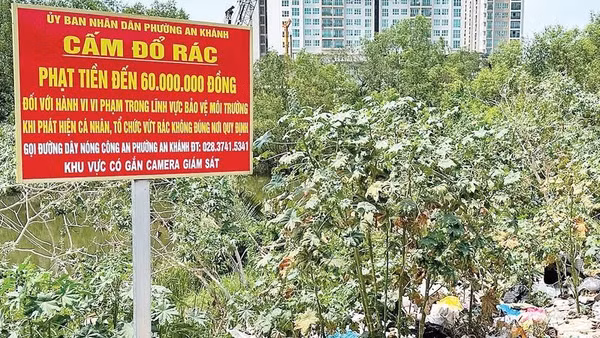 ỦY BAN NHÂN DÂN PHƯỜNG AN KHÁNH
CẤM ĐỔ RÁC
PHẠT TIỀN ĐẾN 60.000.000 ĐỒNG
ĐỐI VỚI HÀNH VI VI PHẠM TRONG LĨNH VỰC BẢO VỆ MÔI TRƯỜNG
KHI PHÁT HIỆN CÁ NHÂN, TỔ CHỨC VỨT RÁC KHÔNG ĐÚNG NƠI QUY ĐỊNH
GỌI ĐƯỜNG DÂY NÓNG CÔNG AN PHƯỜNG AN KHÁNH ĐT: 028.3741.5341
KHU VỰC CÓ GẮN CAMERA GIÁM SÁT